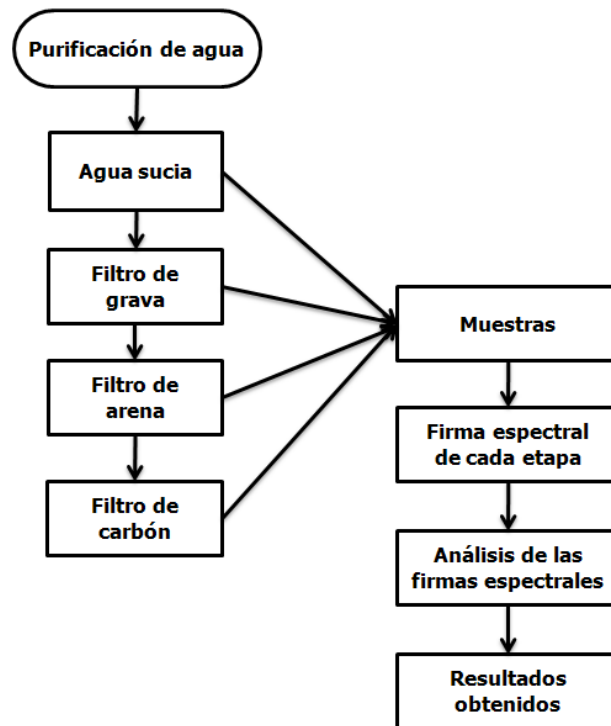 Purificación de agua
Agua sucia
Filtro de
grava
Filtro de
arena
Filtro de
carbón
Muestras
Firma espectral
de cada etapa
Análisis de las
firmas espectrales
Resultados
obtenidos